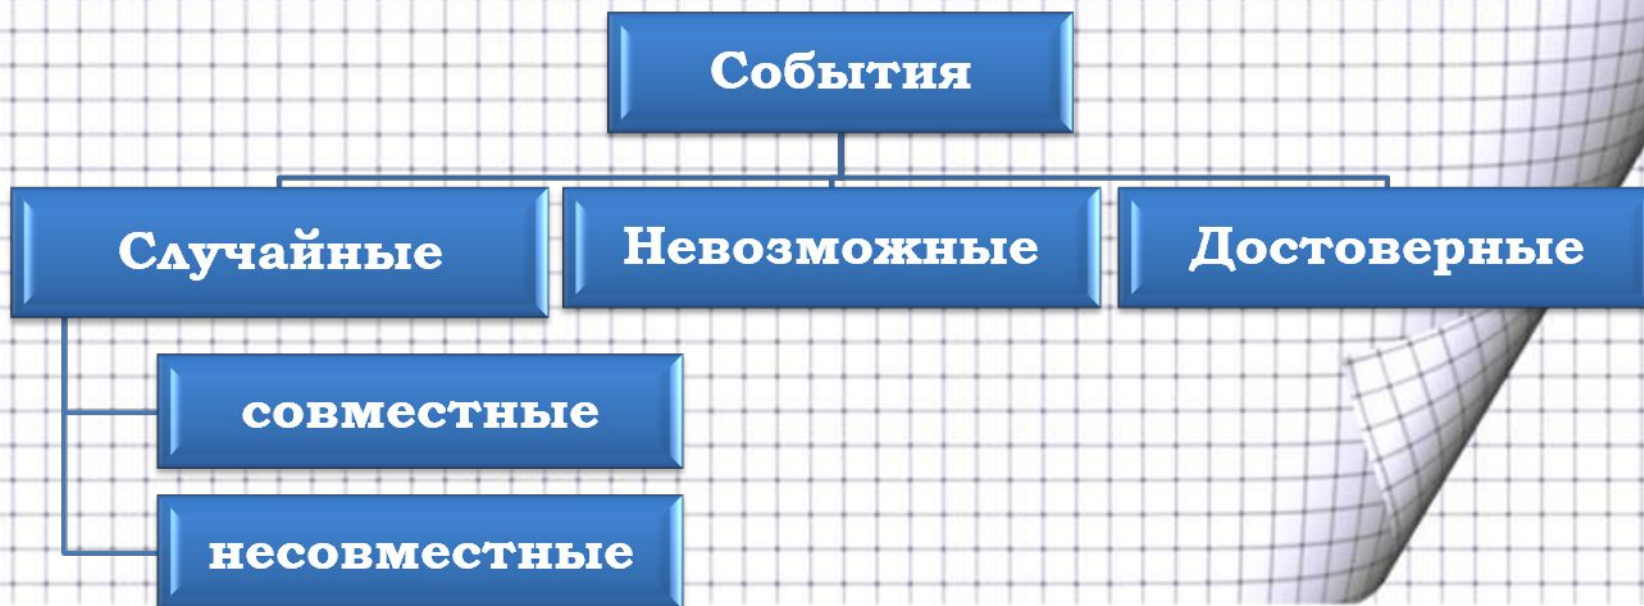 События
Случайные
Невозможные
Достоверные
совместные
несовместные